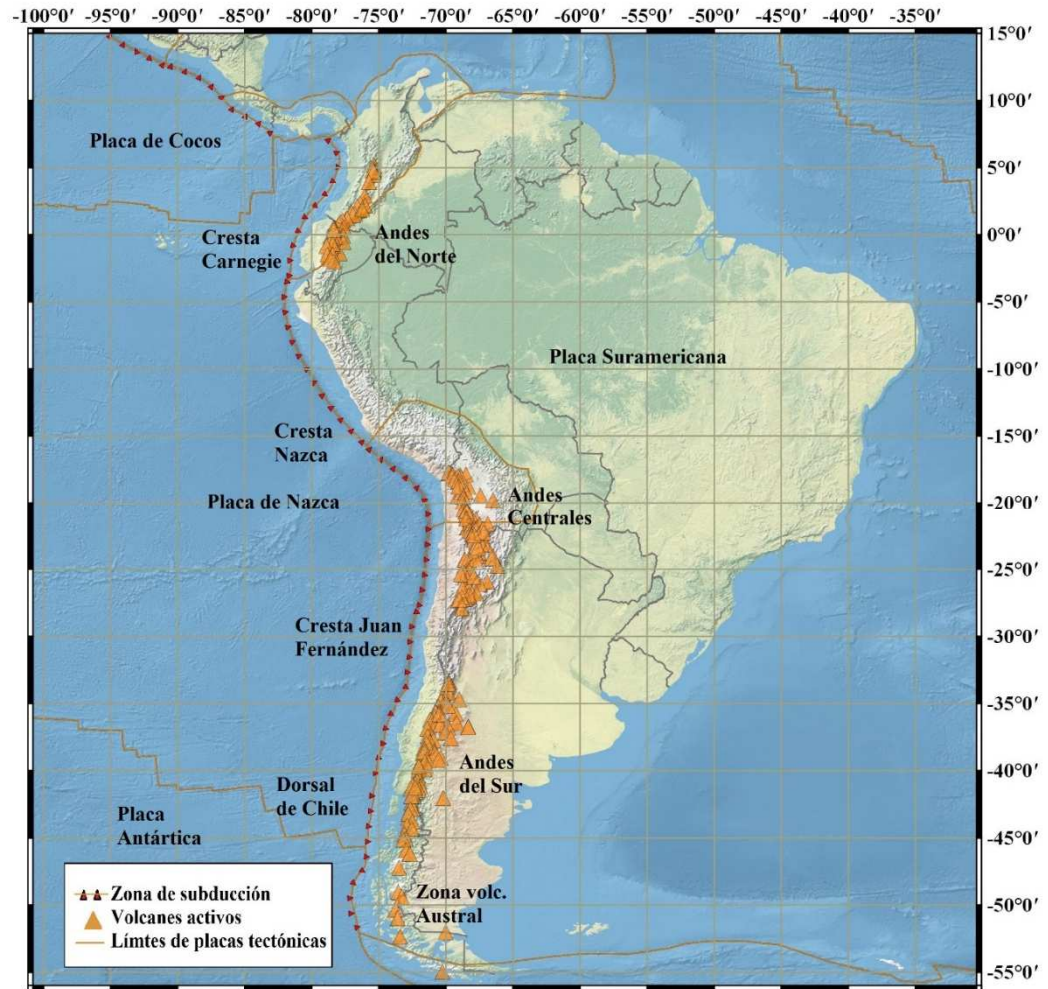 -100°0′ -95°0′ -90°0′ -85°0′ -80°0′ -75°0′ -70°0′ -65°0′ -60°0′ -55°0′ -50°0′ -45°0′ -40°0′ -35°0′
15°0′
10°0′
Placa de Cocos
5°0′
Cresta
Carnegie
Andes
del Norte
0°0′
-5°0′
Placa Suramericana
-10°0′
Cresta
Nazca
-15°0′
Placa de Nazca
Andes
Centrales
-20°0′
-25°0′
Cresta Juan
Fernández
-30°0′
-35°0′
Andes
del Sur
-40°0′
Dorsal
de Chile
Placa
Antártica
-45°0′
Zona volc.
Austral
-50°0′
-55°0′
Zona de subducción
Volcanes activos
Límtes de placas tectónicas